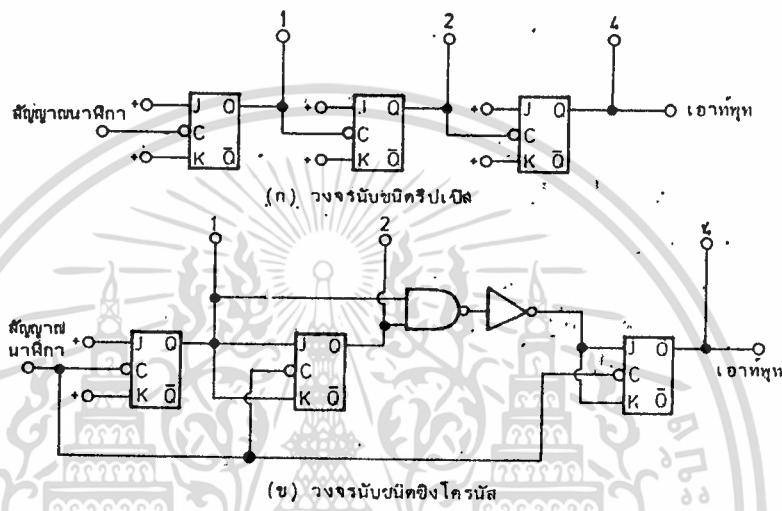 1 2 4
+ J Q + J Q + J Q
สัญญาณนาฬิกา C C C เอาท์พุท
+ K Q̅ + K Q̅ + K Q̅
(ก) วงจรนับชนิดริปเปิล
1 2 4
สัญญาณ
นาฬิกา
+ J Q J Q J Q
C C C เอาท์พุท
+ K Q̅ K Q̅ K Q̅
(ข) วงจรนับชนิดซิงโครนัส